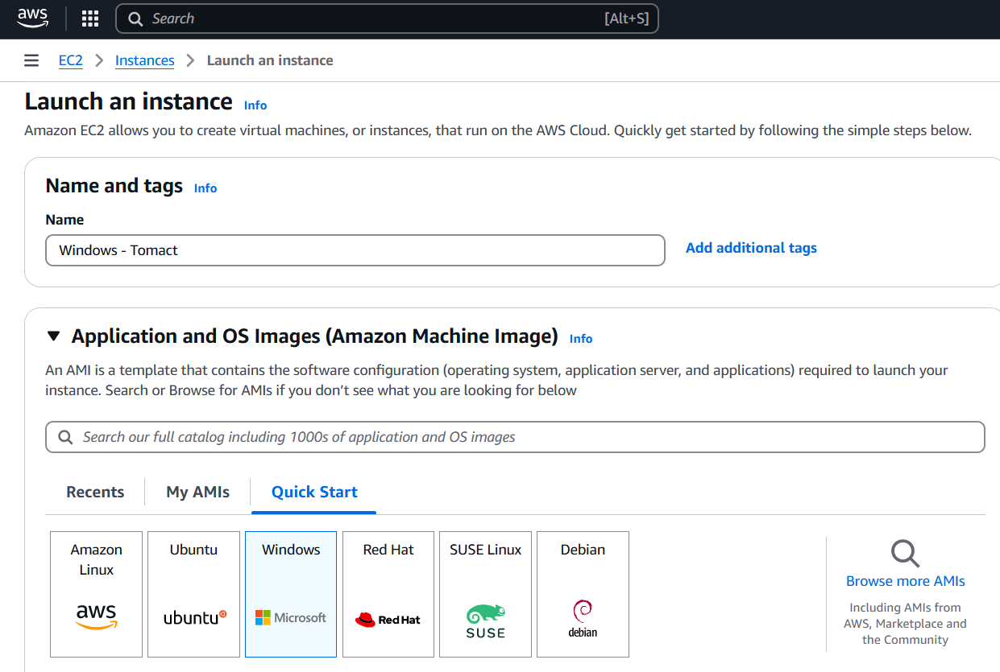 aws Search [Alt+S]
EC2 Instances Launch an instance
Launch an instance Info
Amazon EC2 allows you to create virtual machines, or instances, that run on the AWS Cloud. Quickly get started by following the simple steps below.
Name and tags Info
Name
Windows - Tomact Add additional tags
Application and OS Images (Amazon Machine Image) Info
An AMI is a template that contains the software configuration (operating system, application server, and applications) required to launch your
instance. Search or Browse for AMIs if you don’t see what you are looking for below
Search our full catalog including 1000s of application and OS images
Recents My AMIs Quick Start
Amazon
Linux
aws
Ubuntu
ubuntu
Windows
Microsoft
Red Hat
Red Hat
SUSE Linux
SUSE
Debian
debian
Browse more AMIs
Including AMIs from
AWS, Marketplace and
the Community